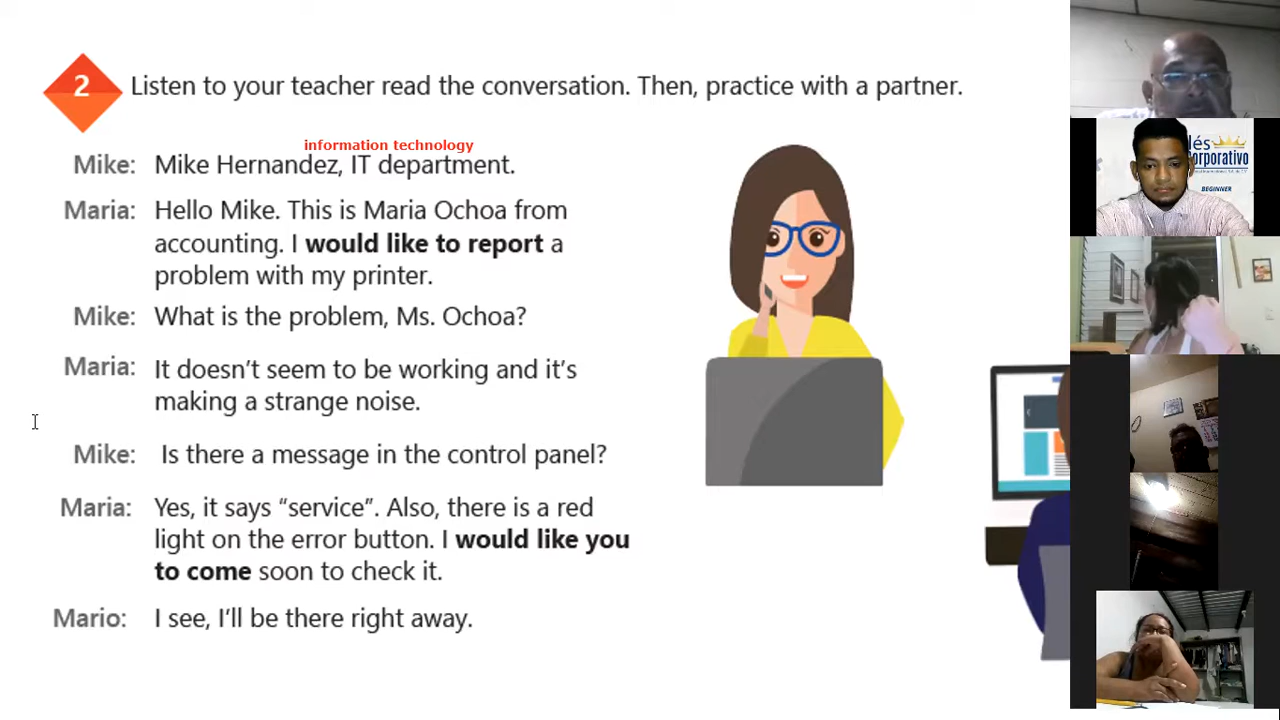 2
Listen to your teacher read the conversation. Then, practice with a partner.
information technology
Mike: Mike Hernandez, IT department.
Maria: Hello Mike. This is Maria Ochoa from
accounting. I would like to report a
problem with my printer.
Mike: What is the problem, Ms. Ochoa?
Maria: It doesn't seem to be working and it's
making a strange noise.
Mike: Is there a message in the control panel?
Maria: Yes, it says “service”. Also, there is a red
light on the error button. I would like you
to come soon to check it.
Mario: I see, I'll be there right away.
lés
orporativo
BEGINNER